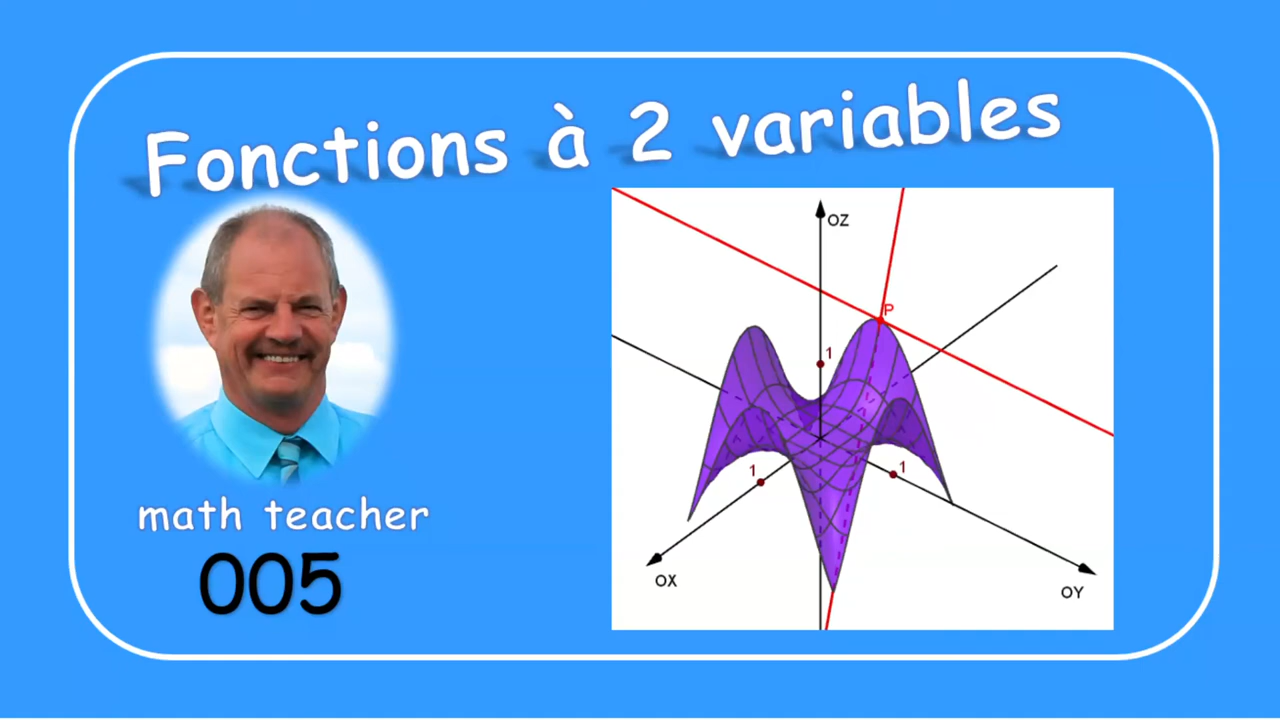 Fonctions à 2 variables
OZ
P
1
1
1
OX
OY
math teacher
005